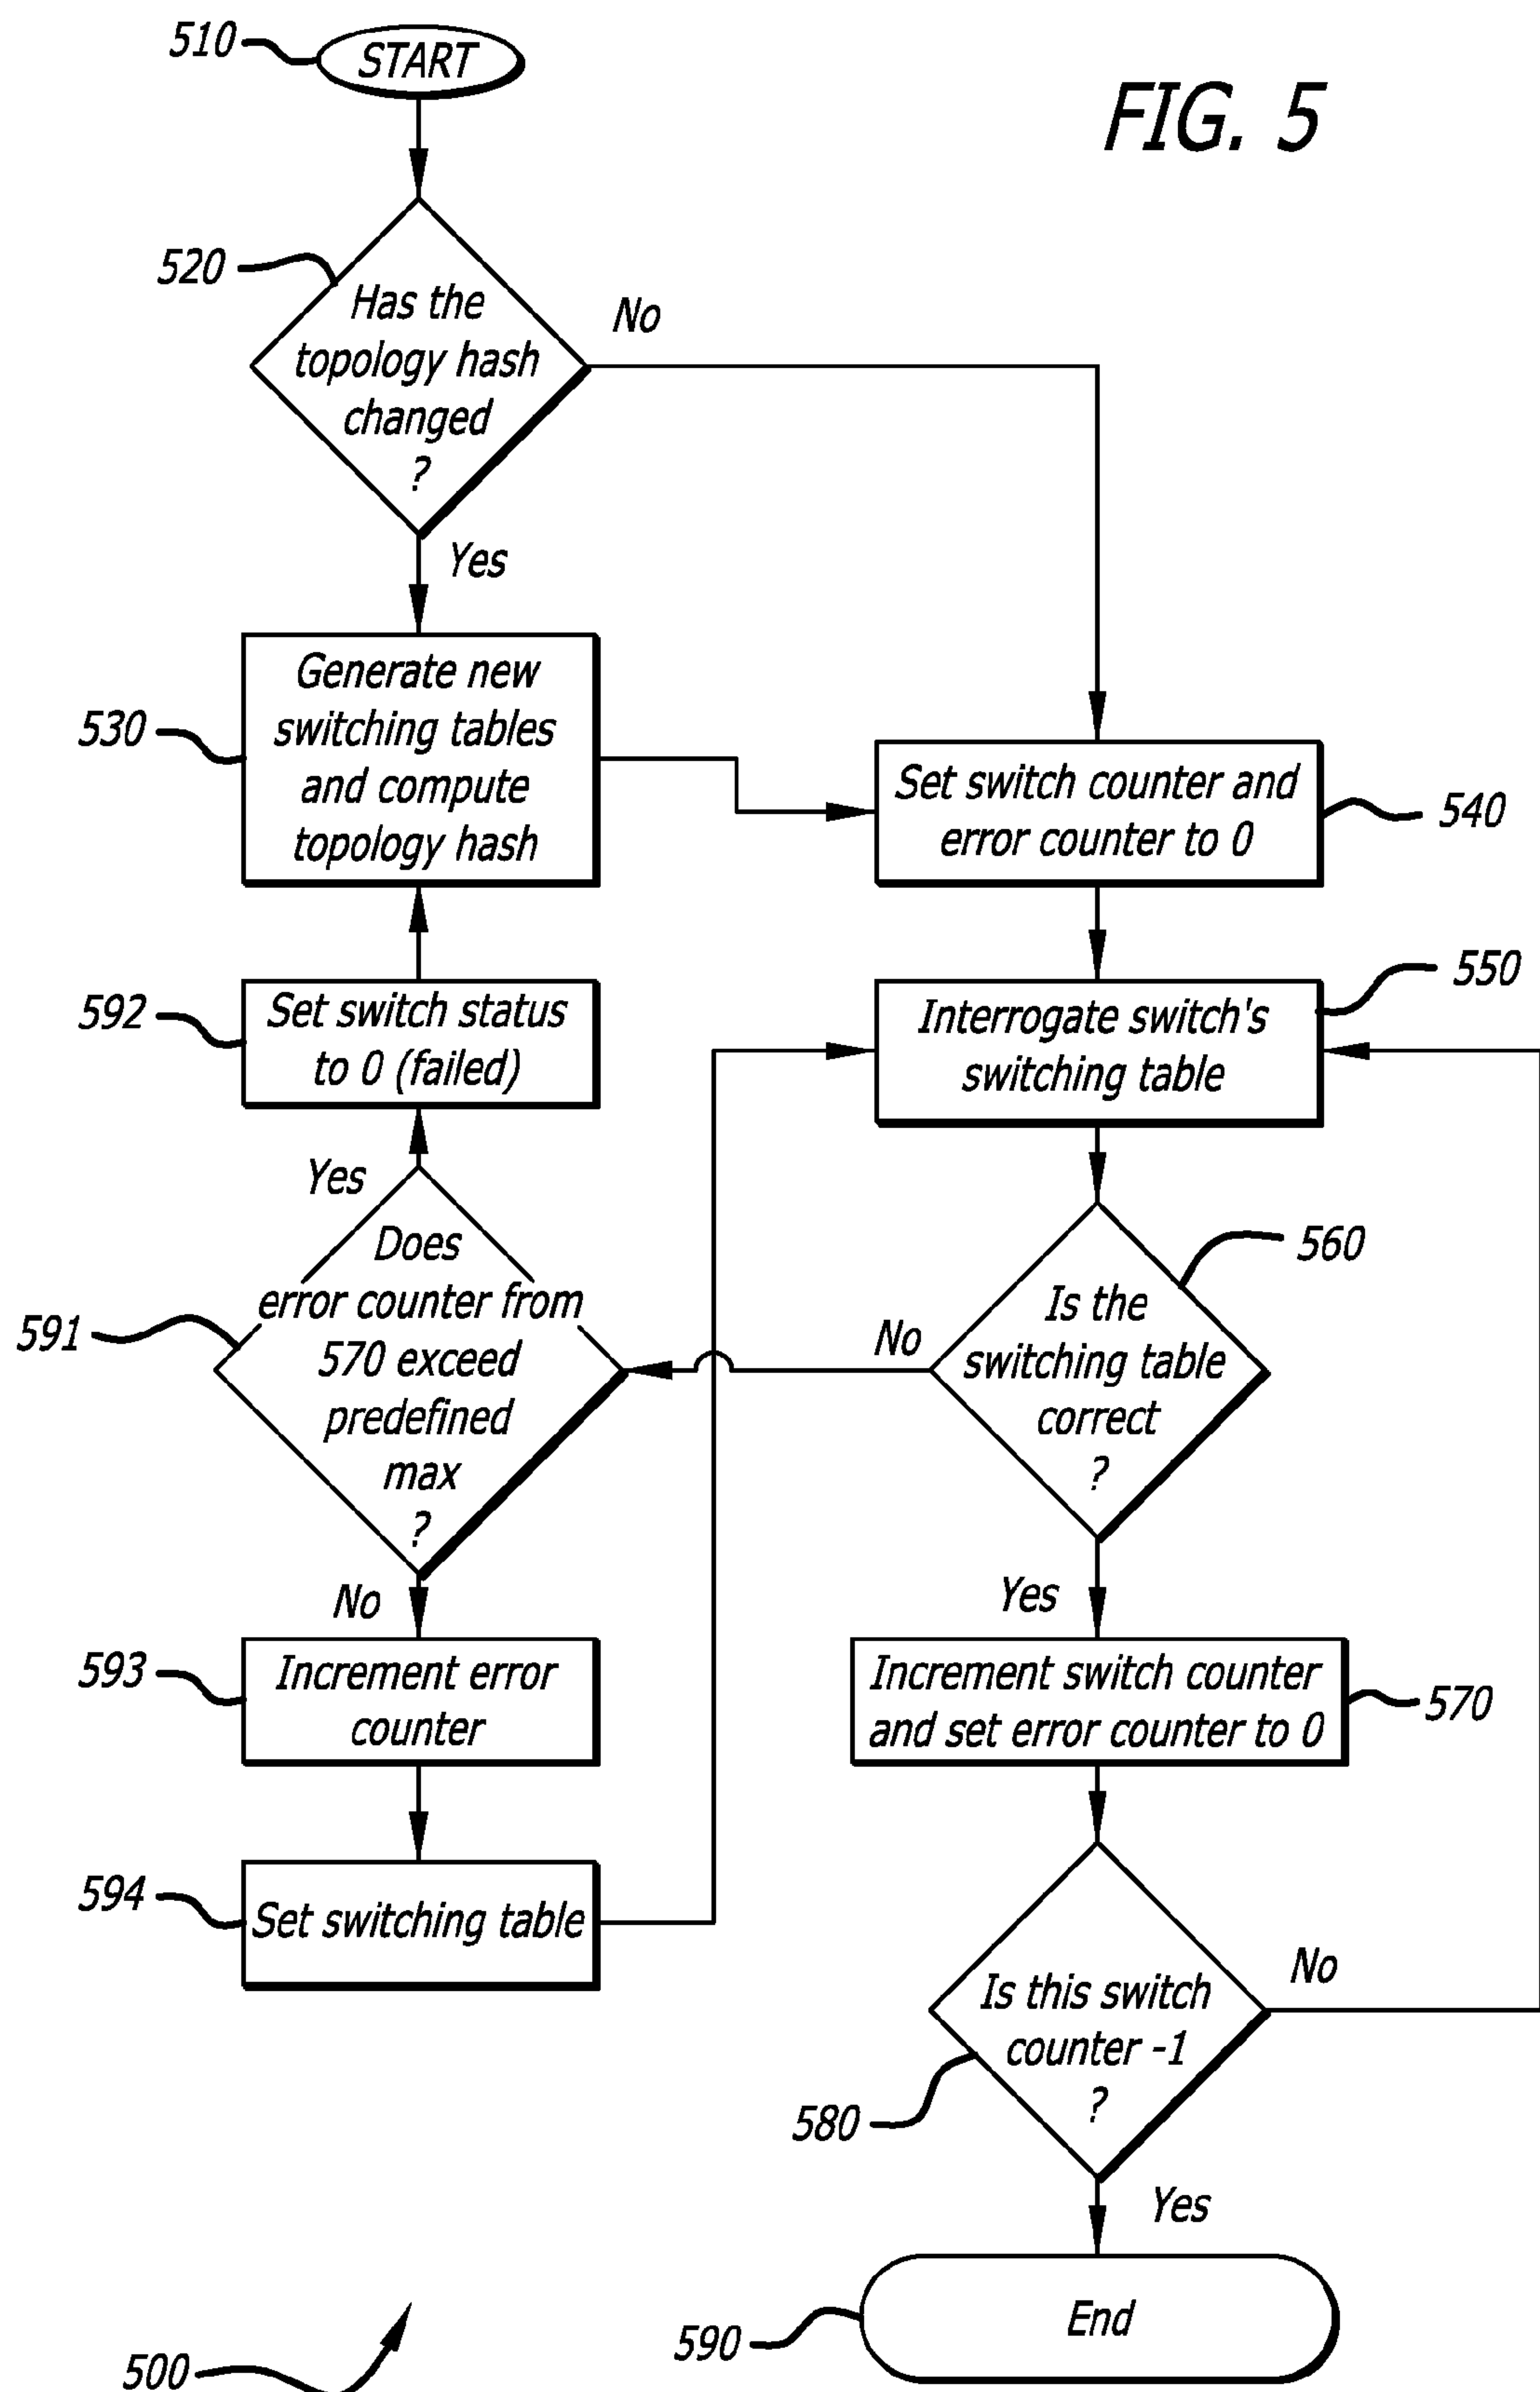 510
START
FIG. 5
520
Has the
topology hash
changed
?
No
Yes
530
Generate new
switching tables
and compute
topology hash
Set switch counter and
error counter to 0
540
592
Set switch status
to 0 (failed)
Interrogate switch's
switching table
550
Yes
591
Does
error counter from
570 exceed
predefined
max
?
No
Is the
switching table
correct
?
560
No
Yes
593
Increment error
counter
Increment switch counter
and set error counter to 0
570
594
Set switching table
Is this switch
counter -1
?
No
580
Yes
End
590
500